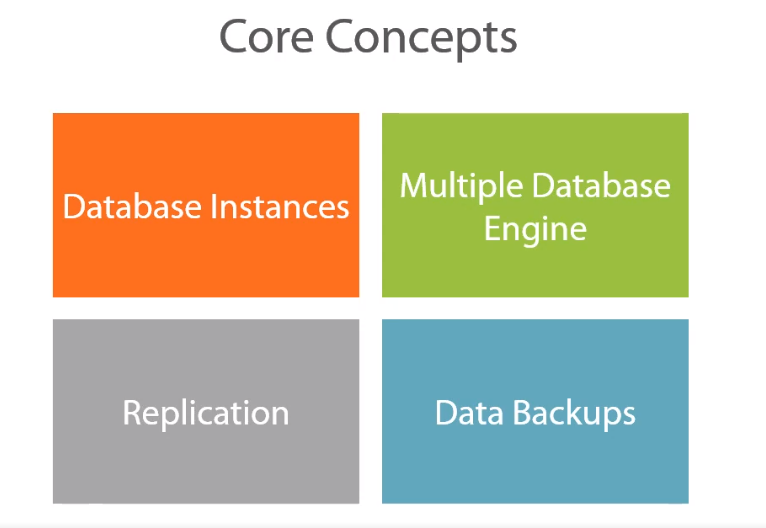 Core Concepts
Database Instances
Multiple Database
Engine
Replication
Data Backups